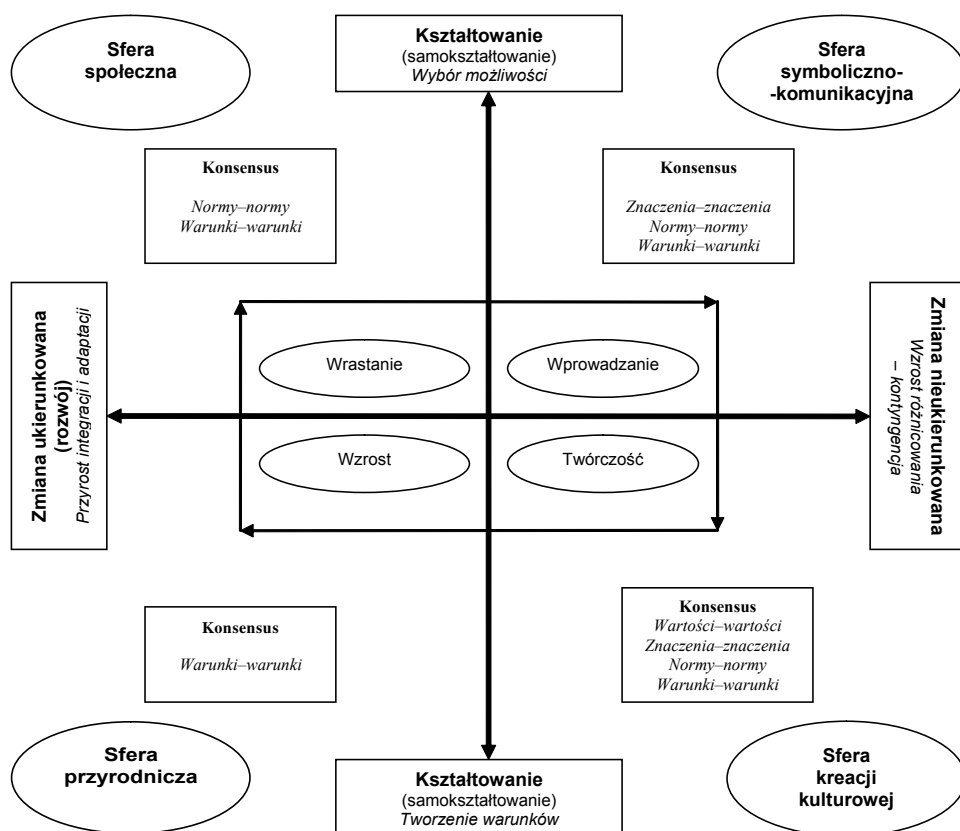 Sfera
społeczna
Kształtowanie
(samokształtowanie)
Wybór możliwości
Sfera
symboliczno-
-komunikacyjna
Konsensus
Normy–normy
Warunki–warunki
Konsensus
Znaczenia–znaczenia
Normy–normy
Warunki–warunki
Zmiana ukierunkowana
(rozwój)
Przyrost integracji i adaptacji
Wrastanie
Wprowadzanie
Wzrost
Twórczość
Zmiana nieukierunkowana
Wzrost różnicowania
– kontyngencja
Konsensus
Warunki–warunki
Konsensus
Wartości–wartości
Znaczenia–znaczenia
Normy–normy
Warunki–warunki
Sfera
przyrodnicza
Kształtowanie
(samokształtowanie)
Tworzenie warunków
Sfera
kreacji
kulturowej